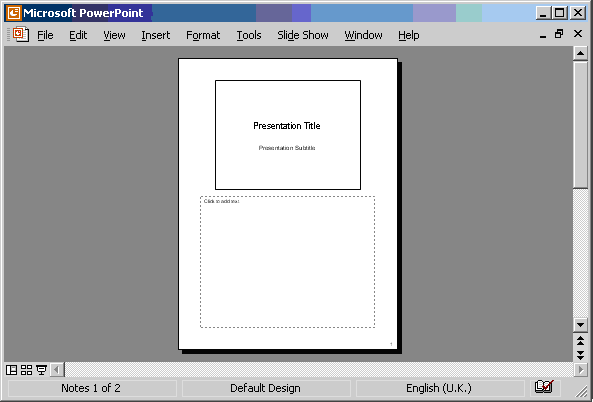 Microsoft PowerPoint
File Edit View Insert Format Tools Slide Show Window Help
Presentation Title
Presentation Subtitle
Click to add text
1
Notes 1 of 2 Default Design English (U.K.)